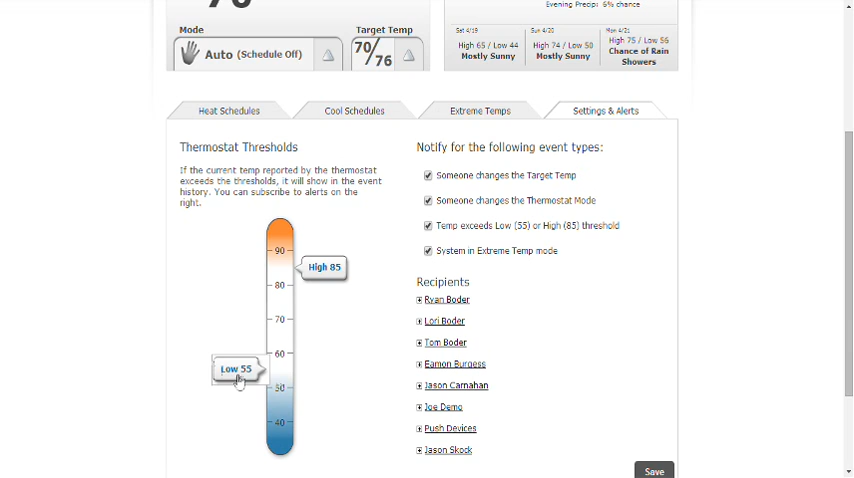 Evening Precip: 6% chance
Mode
Target Temp
Auto (Schedule Off)
70/
76
Sat 4/19
High 65 / Low 44
Mostly Sunny
Sun 4/20
High 74 / Low 50
Mostly Sunny
Mon 4/21
High 75 / Low 56
Chance of Rain
Showers
Heat Schedules
Cool Schedules
Extreme Temps
Settings & Alerts
Thermostat Thresholds
If the current temp reported by the thermostat
exceeds the thresholds, it will show in the event
history. You can subscribe to alerts on the
right.
90
High 85
80
70
60
Low 55
50
40
Notify for the following event types:
Someone changes the Target Temp
Someone changes the Thermostat Mode
Temp exceeds Low (55) or High (85) threshold
System in Extreme Temp mode
Recipients
Ryan Boder
Lori Boder
Tom Boder
Eamon Burgess
Jason Carnahan
Joe Demo
Push Devices
Jason Skock
Save